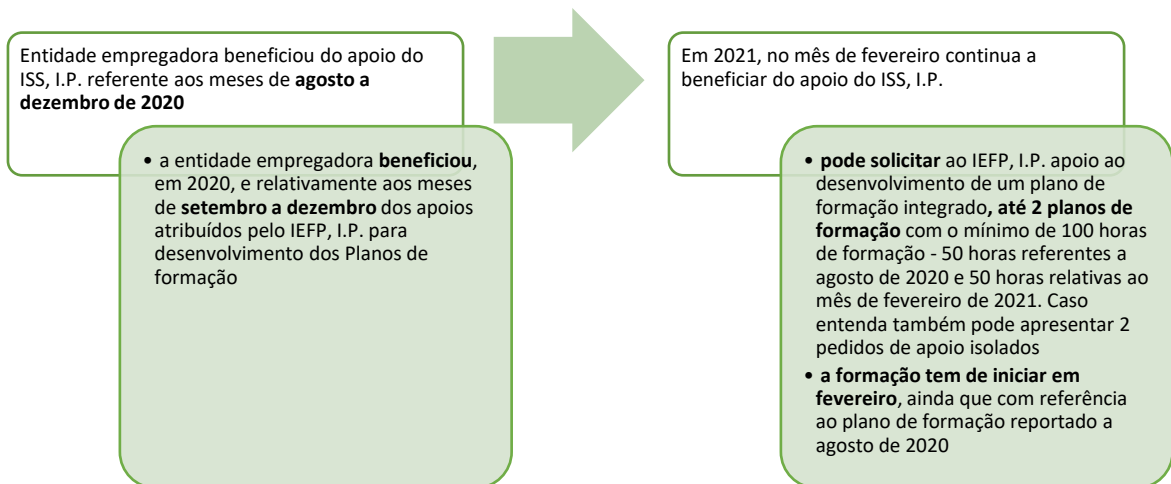 Entidade empregadora beneficiou do apoio do
ISS, I.P. referente aos meses de agosto a
dezembro de 2020
• a entidade empregadora beneficiou,
em 2020, e relativamente aos meses
de setembro a dezembro dos apoios
atribuídos pelo IEFP, I.P. para
desenvolvimento dos Planos de
formação
Em 2021, no mês de fevereiro continua a
beneficiar do apoio do ISS, I.P.
• pode solicitar ao IEFP, I.P. apoio ao
desenvolvimento de um plano de
formação integrado, até 2 planos de
formação com o mínimo de 100 horas
de formação - 50 horas referentes a
agosto de 2020 e 50 horas relativas ao
mês de fevereiro de 2021. Caso
entenda também pode apresentar 2
pedidos de apoio isolados
• a formação tem de iniciar em
fevereiro, ainda que com referência
ao plano de formação reportado a
agosto de 2020